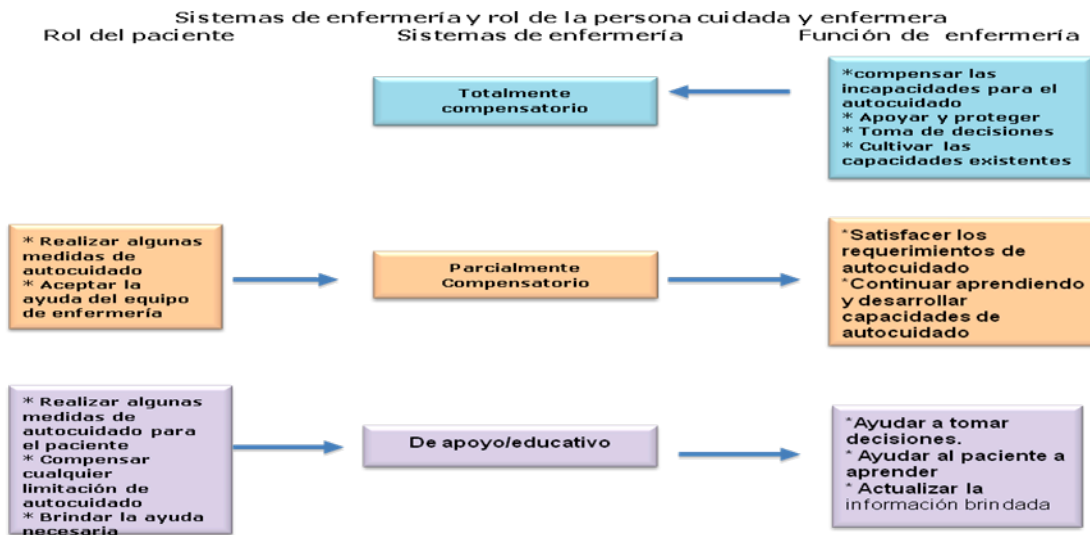 Sistemas de enfermería y rol de la persona cuidada y enfermera
Rol del paciente
Sistemas de enfermería
Función de enfermería
Totalmente
compensatorio
*compensar las
incapacidades para el
autocuidado
* Apoyar y proteger
* Toma de decisiones
* Cultivar las
capacidades existentes
* Realizar algunas
medidas de
autocuidado
* Aceptar la
ayuda del equipo
de enfermería
Parcialmente
Compensatorio
*Satisfacer los
requerimientos de
autocuidado
*Continuar aprendiendo
y desarrollar
capacidades de
autocuidado
* Realizar algunas
medidas de
autocuidado para
el paciente
* Compensar
cualquier
limitación de
autocuidado
* Brindar la ayuda
necesaria
De apoyo/educativo
*Ayudar a tomar
decisiones.
* Ayudar al paciente a
aprender
* Actualizar la
información brindada